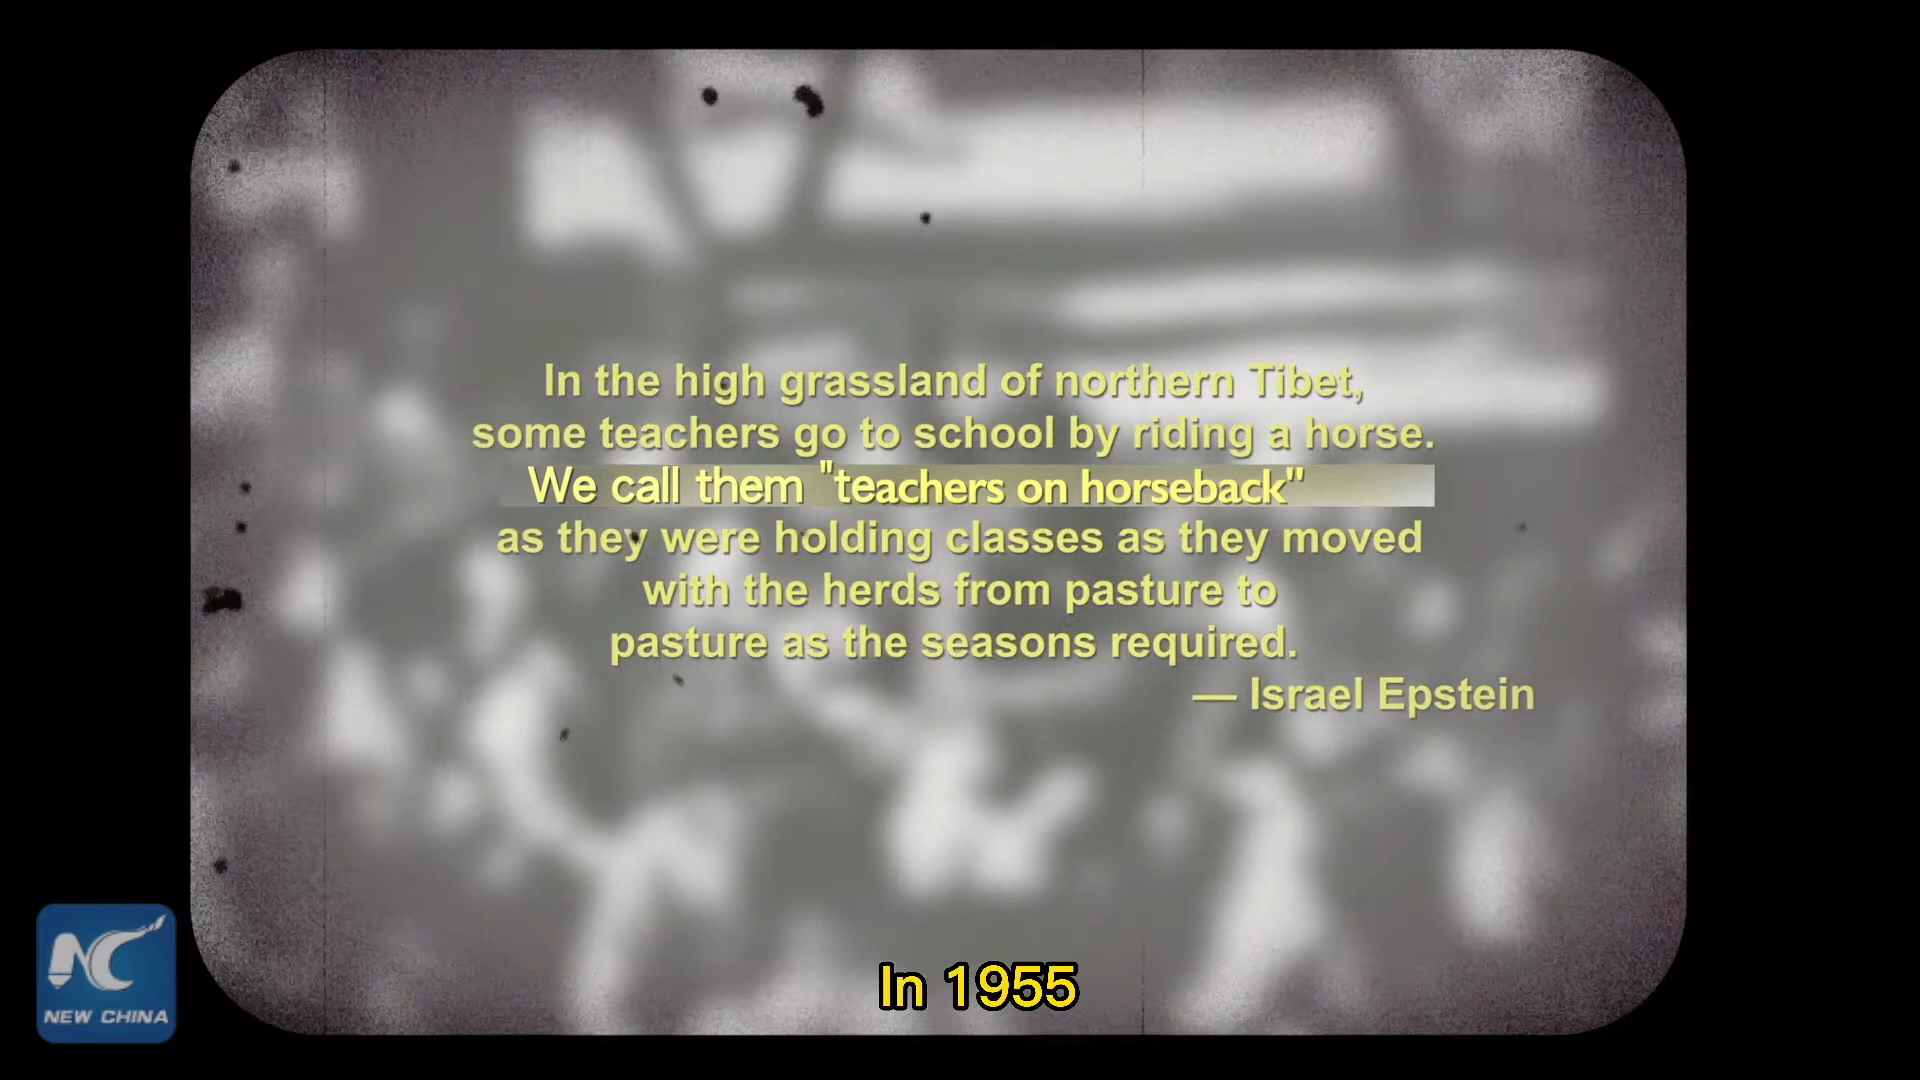 In the high grassland of northern Tibet,
some teachers go to school by riding a horse.
We call them "teachers on horseback"
as they were holding classes as they moved
with the herds from pasture to
pasture as the seasons required.
— Israel Epstein
In 1955
NC
NEW CHINA